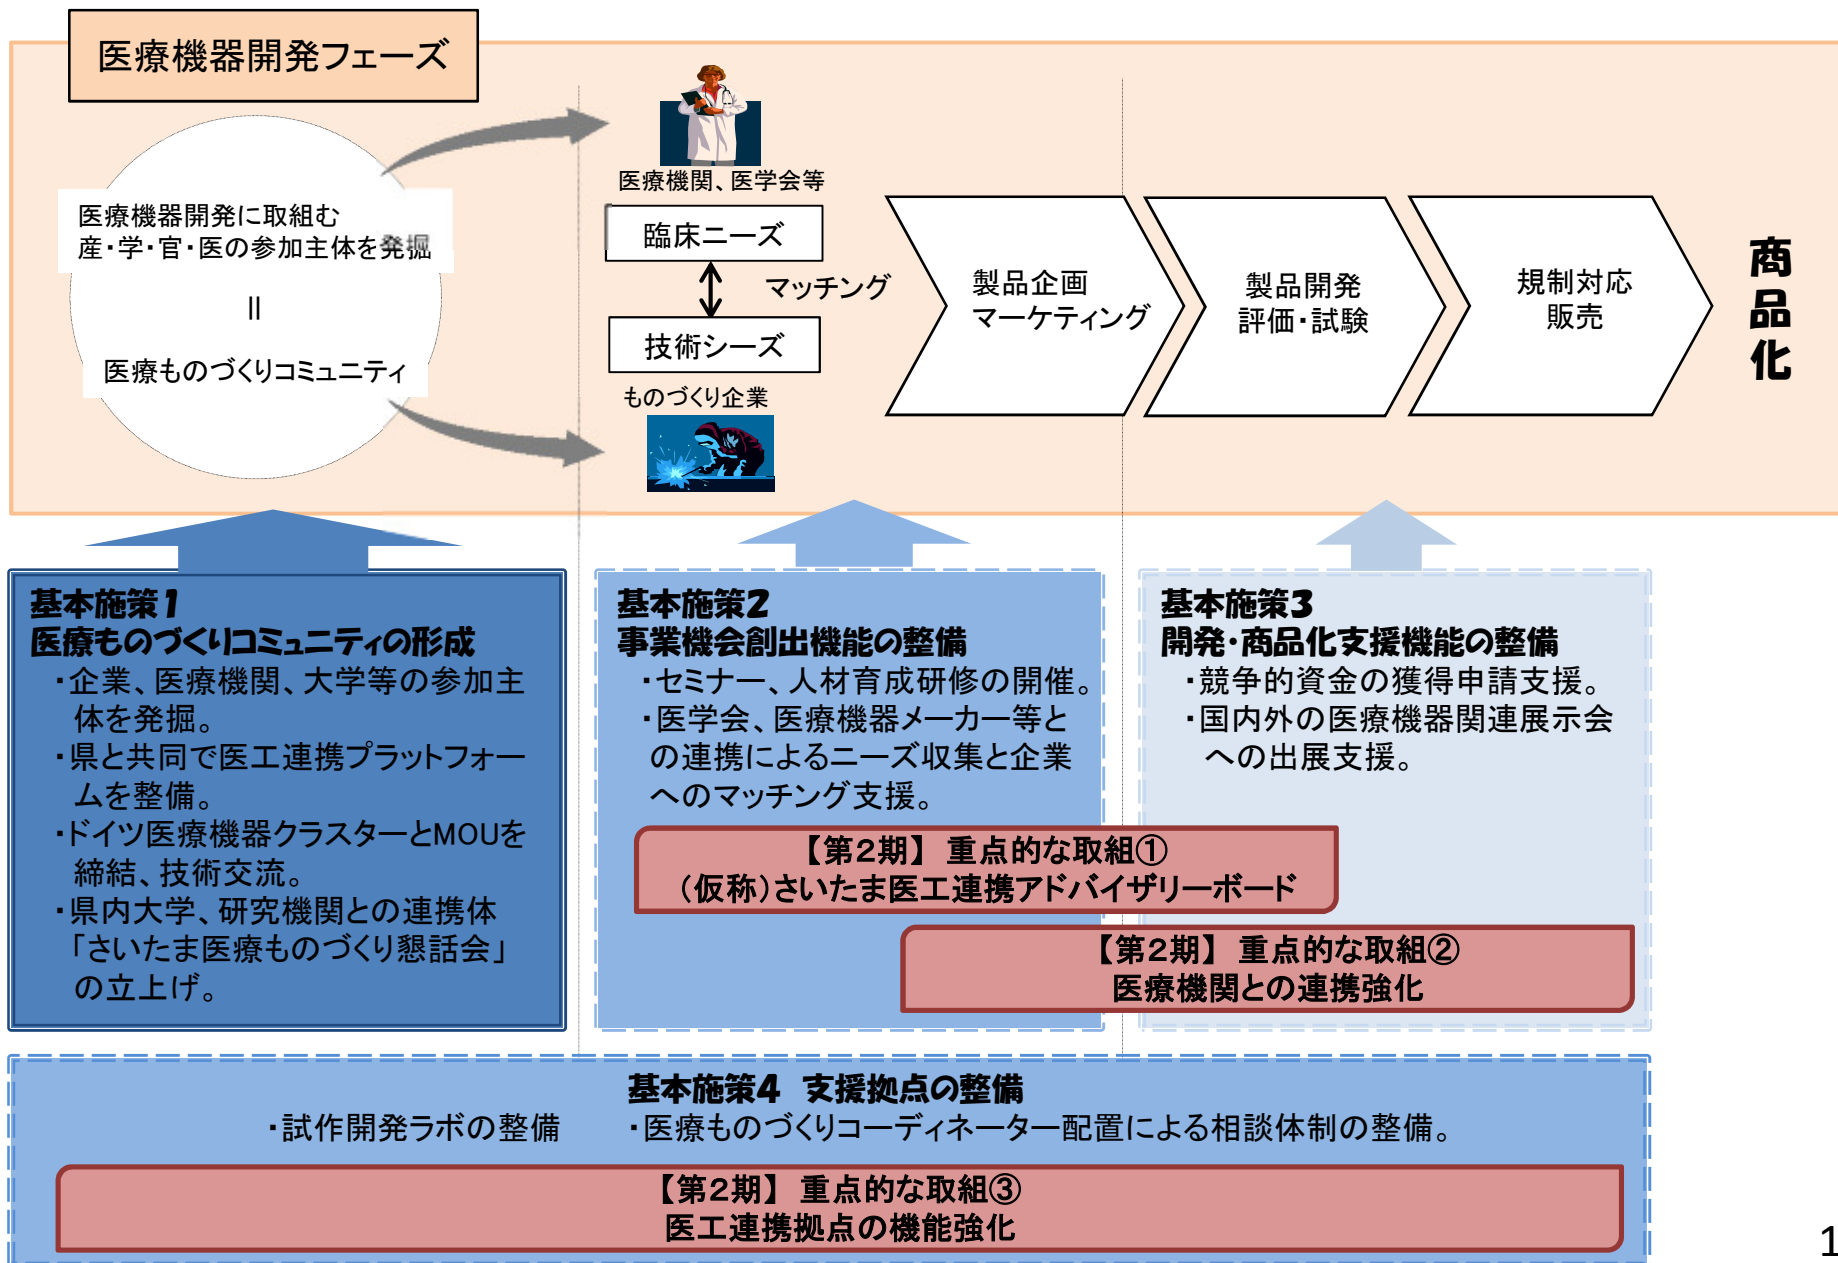 医療機器開発フェーズ
医療機器開発に取組む
産・学・官・医の参加主体を発掘
＝
医療ものづくりコミュニティ
医療機関、医学会等
臨床ニーズ
マッチング
技術シーズ
ものづくり企業
製品企画
マーケティング
製品開発
評価・試験
規制対応
販売
商品化
基本施策1
医療ものづくりコミュニティの形成
・企業、医療機関、大学等の参加主
体を発掘。
・県と共同で医工連携プラットフォー
ムを整備。
・ドイツ医療機器クラスターとMOUを
締結、技術交流。
・県内大学、研究機関との連携体
「さいたま医療ものづくり懇話会」
の立上げ。
基本施策2
事業機会創出機能の整備
・セミナー、人材育成研修の開催。
・医学会、医療機器メーカー等と
の連携によるニーズ収集と企業
へのマッチング支援。
基本施策3
開発・商品化支援機能の整備
・競争的資金の獲得申請支援。
・国内外の医療機器関連展示会
への出展支援。
【第2期】 重点的な取組①
（仮称）さいたま医工連携アドバイザリーボード
【第2期】 重点的な取組②
医療機関との連携強化
基本施策4 支援拠点の整備
・試作開発ラボの整備 ・医療ものづくりコーディネーター配置による相談体制の整備。
【第2期】 重点的な取組③
医工連携拠点の機能強化
1